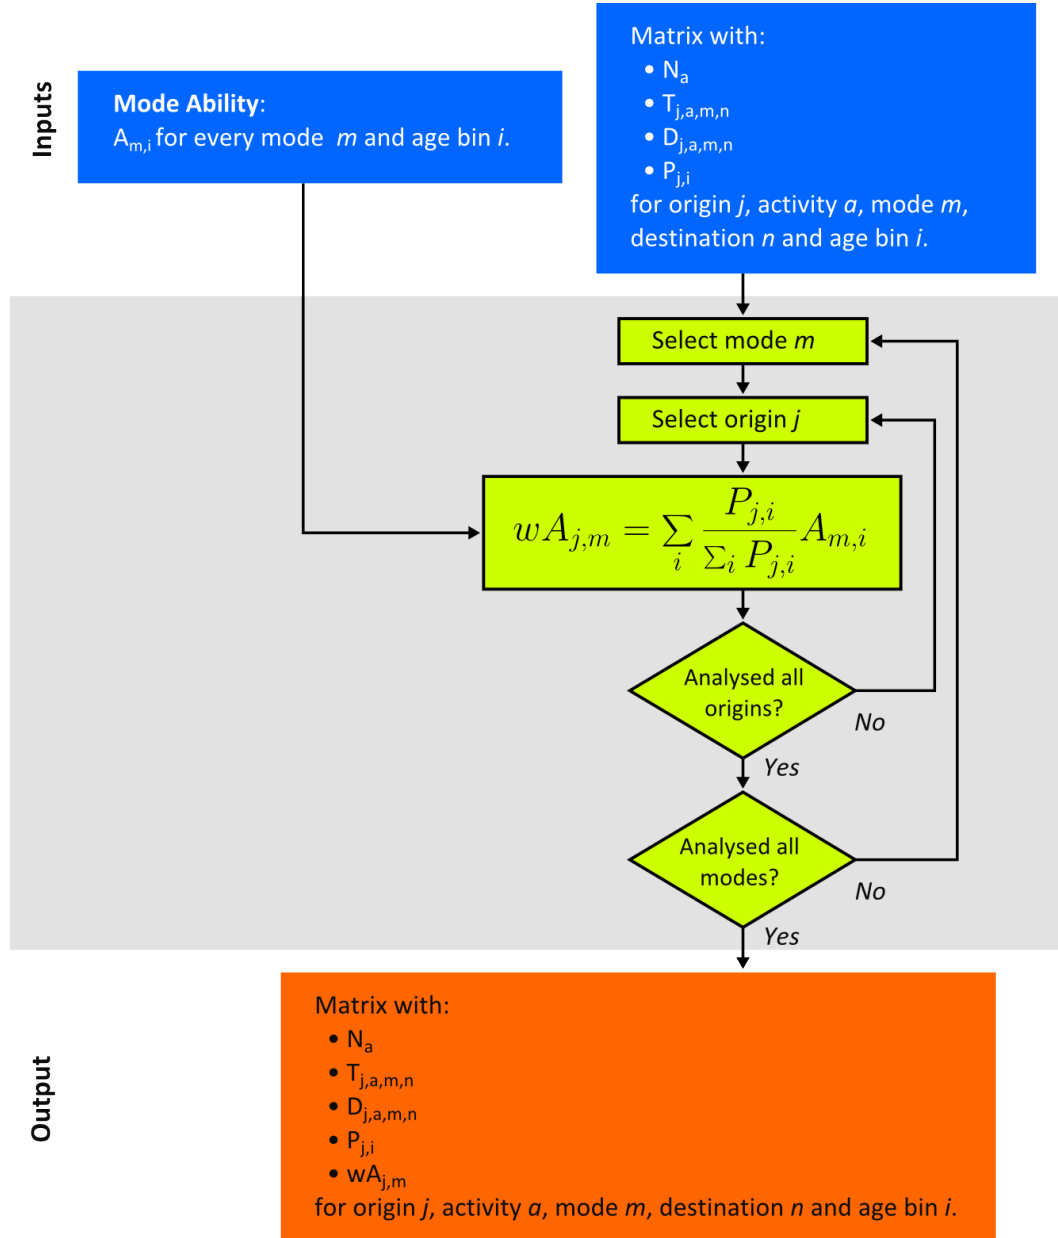 Inputs
Mode Ability:
A_{m,i} for every mode m and age bin i.
Matrix with:
• N_a
• T_{j,a,m,n}
• D_{j,a,m,n}
• P_{j,i}
for origin j, activity a, mode m,
destination n and age bin i.
Select mode m
Select origin j
wA_{j,m} = \sum_i \frac{P_{j,i}}{\sum_i P_{j,i}} A_{m,i}
Analysed all
origins?
No
Yes
Analysed all
modes?
No
Yes
Output
Matrix with:
• N_a
• T_{j,a,m,n}
• D_{j,a,m,n}
• P_{j,i}
• wA_{j,m}
for origin j, activity a, mode m, destination n and age bin i.